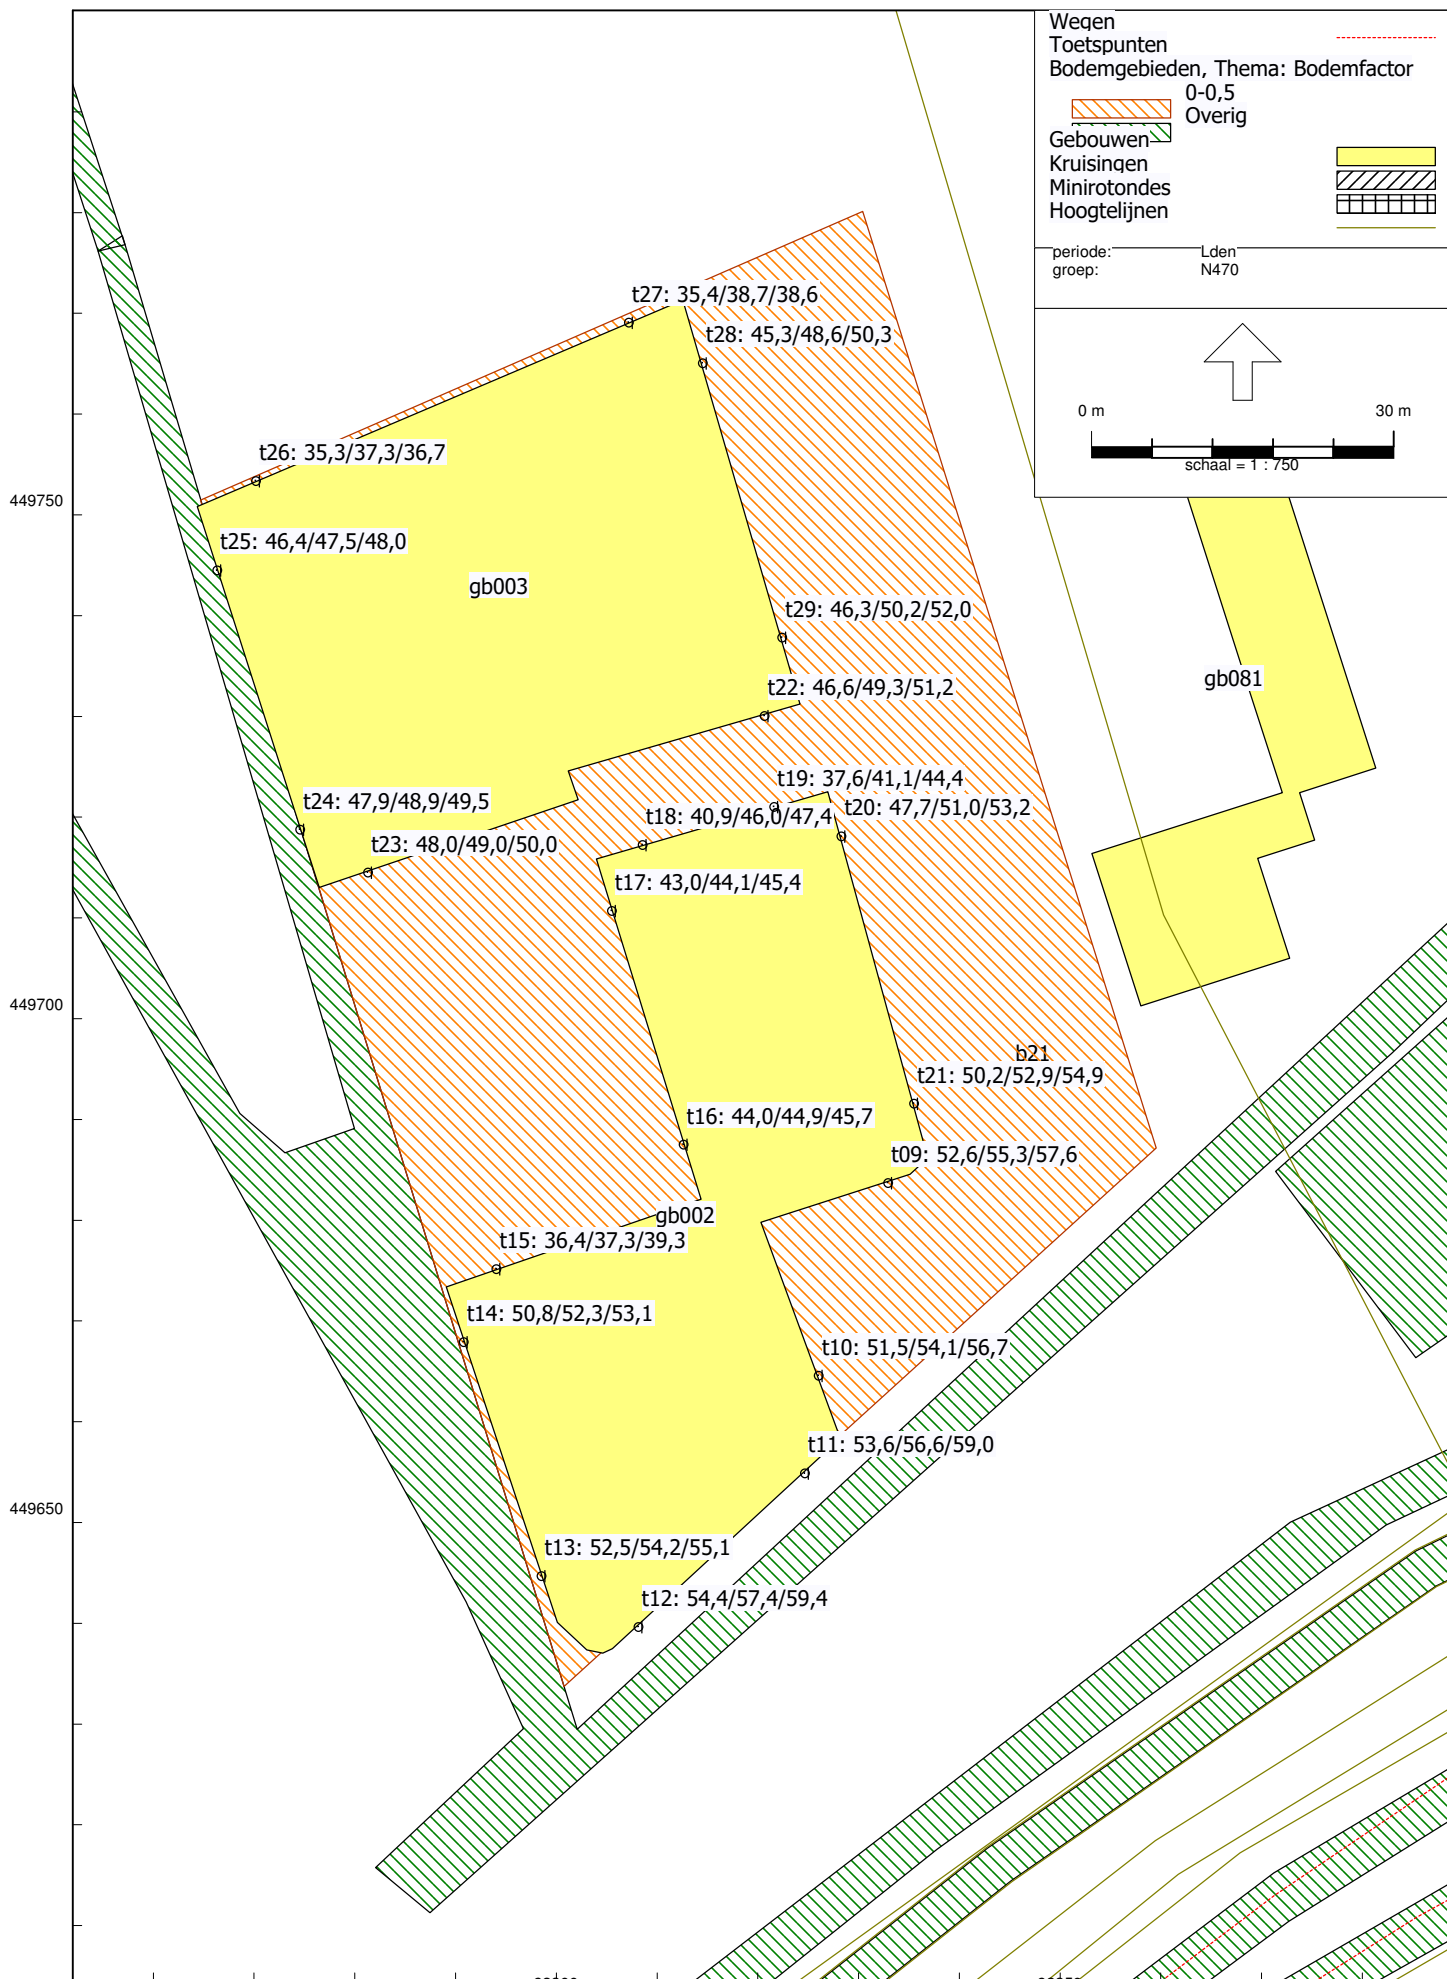 Wegen
Toetspunten
Bodemgebieden, Thema: Bodemfactor
0-0,5
Overig
Gebouwen
Kruisingen
Minirotondes
Hoogtelijnen
periode: Lden
groep: N470
0 m 30 m
schaal = 1 : 750
t27: 35,4/38,7/38,6
t28: 45,3/48,6/50,3
t26: 35,3/37,3/36,7
449750
t25: 46,4/47,5/48,0
gb003
t29: 46,3/50,2/52,0
gb081
t22: 46,6/49,3/51,2
t19: 37,6/41,1/44,4
t24: 47,9/48,9/49,5
t20: 47,7/51,0/53,2
t18: 40,9/46,0/47,4
t23: 48,0/49,0/50,0
t17: 43,0/44,1/45,4
449700
b21
t21: 50,2/52,9/54,9
t16: 44,0/44,9/45,7
t09: 52,6/55,3/57,6
gb002
t15: 36,4/37,3/39,3
t14: 50,8/52,3/53,1
t10: 51,5/54,1/56,7
t11: 53,6/56,6/59,0
449650
t13: 52,5/54,2/55,1
t12: 54,4/57,4/59,4